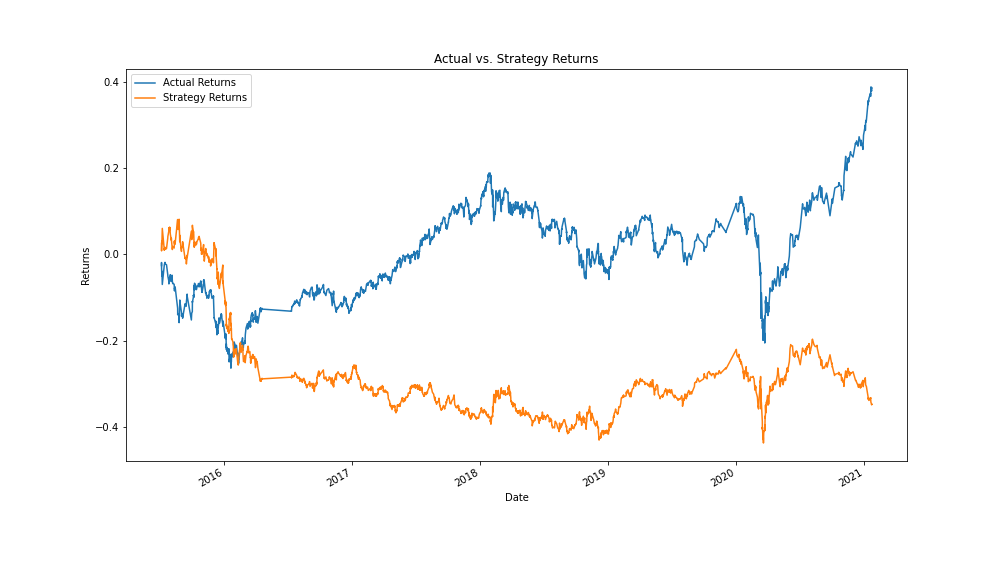 Actual vs. Strategy Returns
Actual Returns
Strategy Returns
0.4
0.2
0.0
−0.2
−0.4
Returns
2016
2017
2018
2019
2020
2021
Date